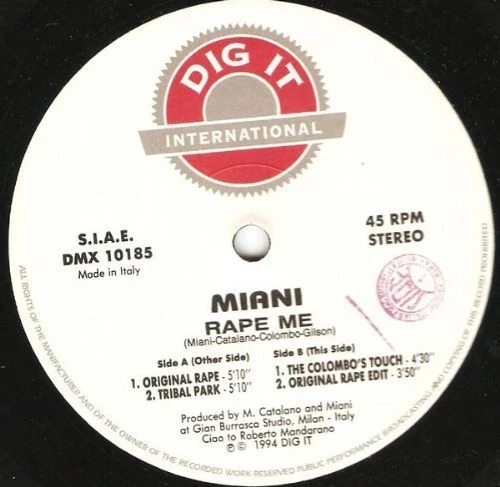 DIG IT
INTERNATIONAL
S.I.A.E.
DMX 10185
Made in Italy
45 RPM
STEREO
MIANI
RAPE ME
(Miani-Catalano-Colombo-Gilson)
Side A (Other Side)
1. ORIGINAL RAPE - 5'10"
2. TRIBAL PARK - 5'10"
Side B (This Side)
1. THE COLOMBO'S TOUCH - 4'30"
2. ORIGINAL RAPE EDIT - 3'50"
Produced by M. Catalano and Miani
at Gian Burrasca Studio, Milan - Italy
Ciao to Roberto Mandarano
℗ © 1994 DIG IT
ALL RIGHTS OF THE MANUFACTURER AND OF THE OWNER OF THE RECORDED WORK RESERVED PUBLIC PERFORMANCE BROADCASTING AND COPYING OF THIS RECORD PROHIBITED